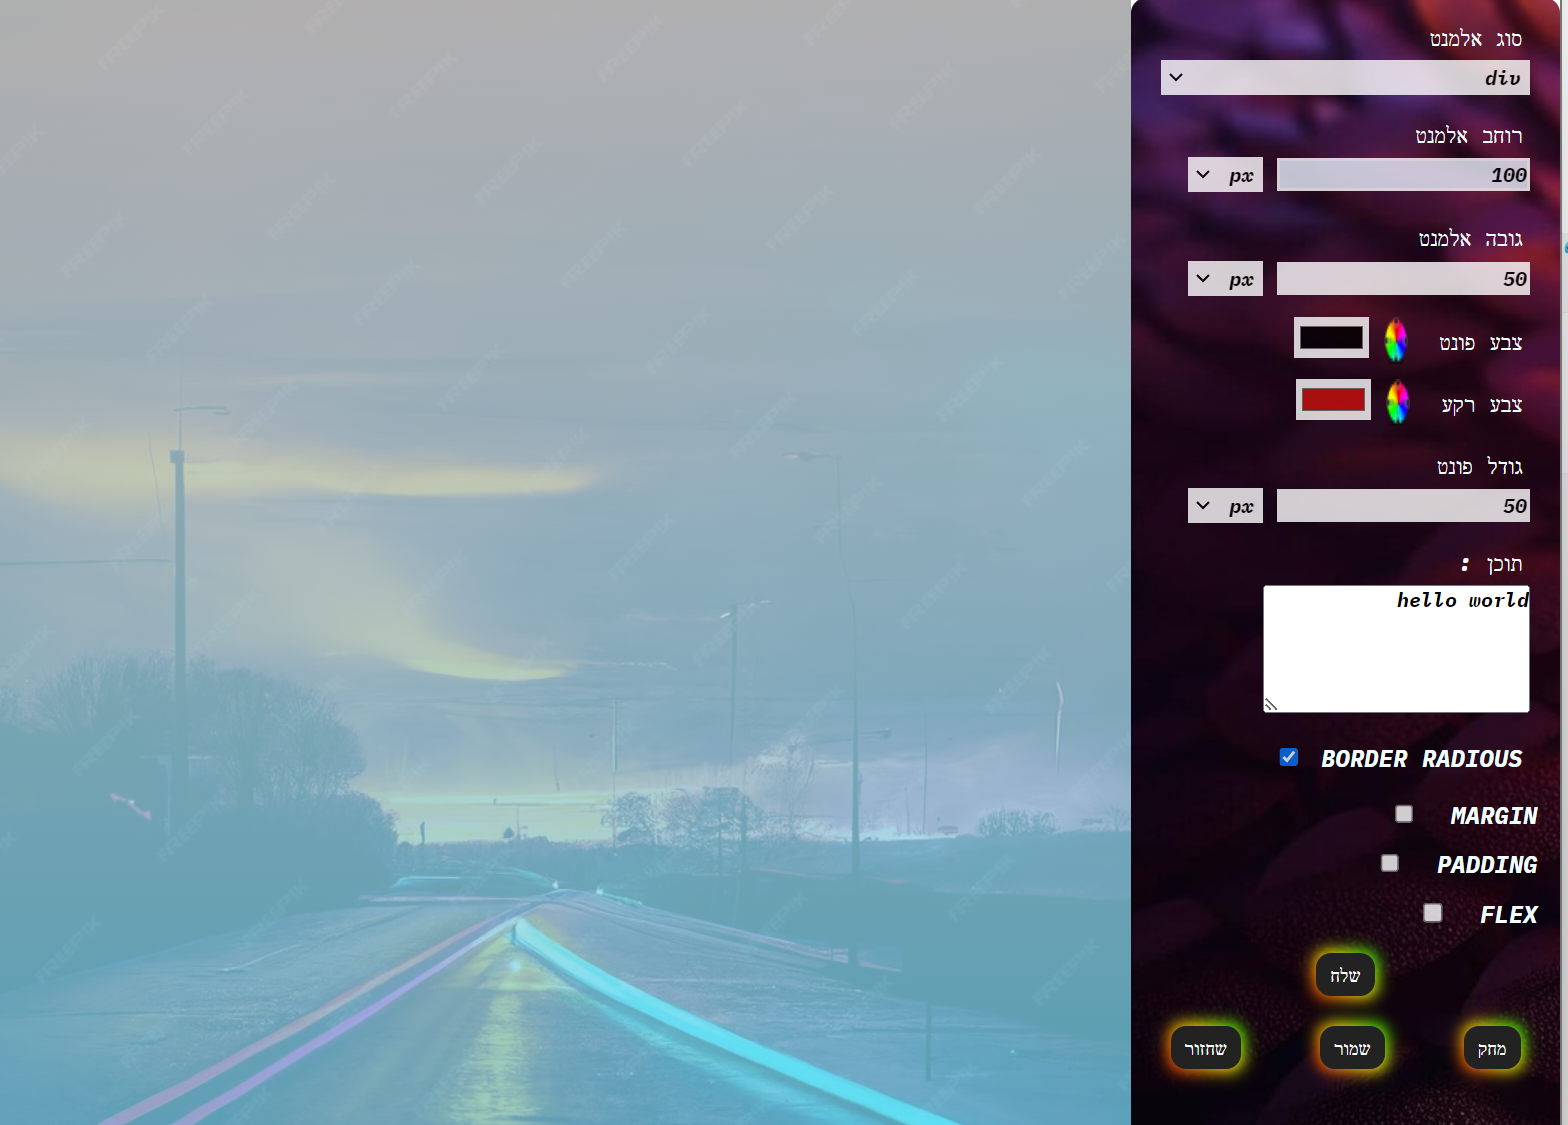 סוג אלמנט
div
רוחב אלמנט
100 px
גובה אלמנט
50 px
צבע פונט
צבע רקע
גודל פונט
50 px
תוכן :
hello world
BORDER RADIOUS
MARGIN
PADDING
FLEX
שלח
מחק שמור שחזור
FREEPIK